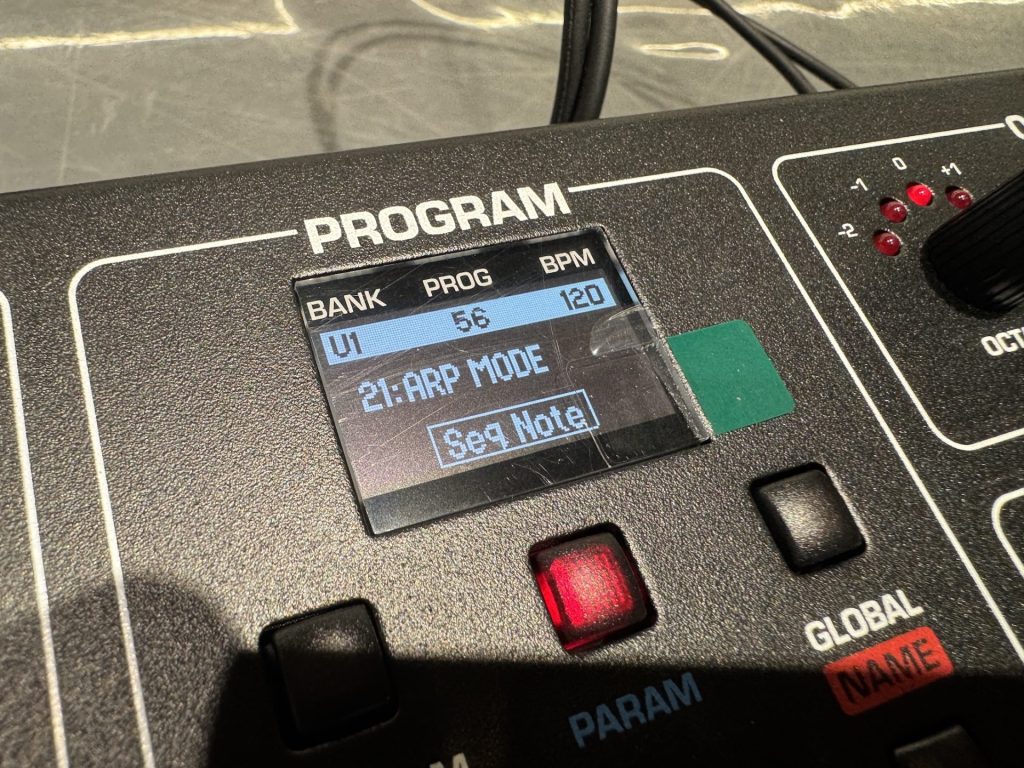 PROGRAM
BANK PROG BPM
U1 56 120
21:ARP MODE
Seq Note
-2 -1 0 +1
GLOBAL
NAME
PARAM